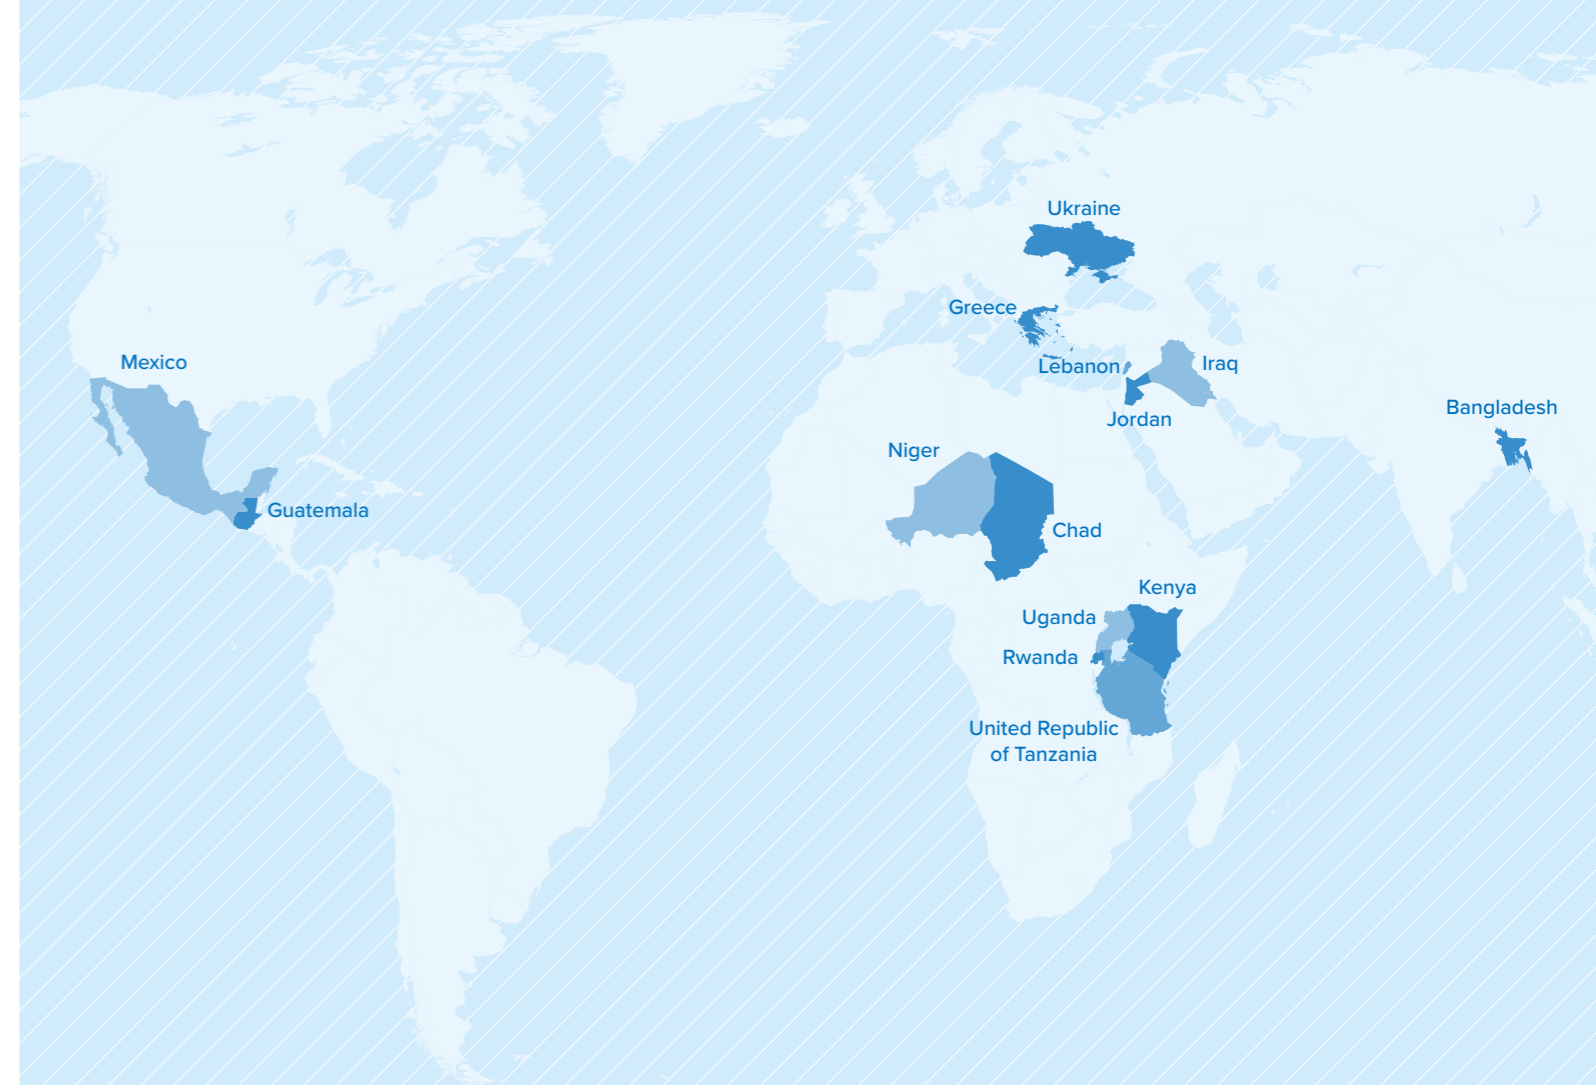 Ukraine
Greece
Mexico
Lebanon
Iraq
Bangladesh
Jordan
Niger
Guatemala
Chad
Kenya
Uganda
Rwanda
United Republic
of Tanzania